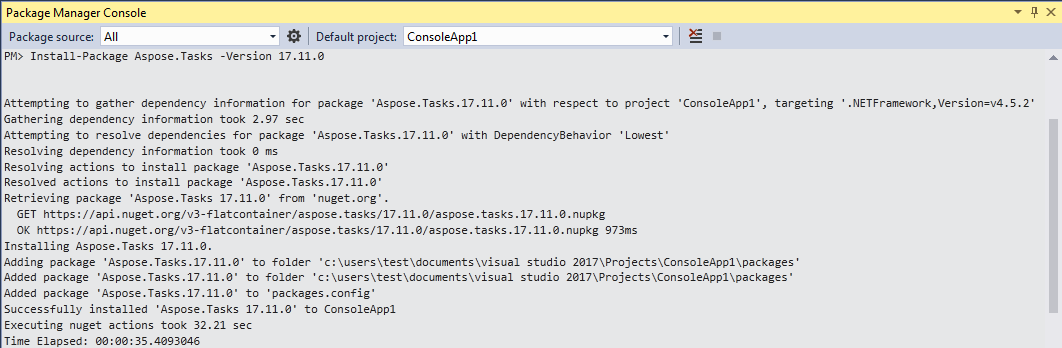 Package Manager Console
Package source: All Default project: ConsoleApp1
PM> Install-Package Aspose.Tasks -Version 17.11.0
Attempting to gather dependency information for package 'Aspose.Tasks.17.11.0' with respect to project 'ConsoleApp1', targeting '.NETFramework,Version=v4.5.2'
Gathering dependency information took 2.97 sec
Attempting to resolve dependencies for package 'Aspose.Tasks.17.11.0' with DependencyBehavior 'Lowest'
Resolving dependency information took 0 ms
Resolving actions to install package 'Aspose.Tasks.17.11.0'
Resolved actions to install package 'Aspose.Tasks.17.11.0'
Retrieving package 'Aspose.Tasks 17.11.0' from 'nuget.org'.
  GET https://api.nuget.org/v3-flatcontainer/aspose.tasks/17.11.0/aspose.tasks.17.11.0.nupkg
  OK https://api.nuget.org/v3-flatcontainer/aspose.tasks/17.11.0/aspose.tasks.17.11.0.nupkg 973ms
Installing Aspose.Tasks 17.11.0.
Adding package 'Aspose.Tasks.17.11.0' to folder 'c:\users\test\documents\visual studio 2017\Projects\ConsoleApp1\packages'
Added package 'Aspose.Tasks.17.11.0' to folder 'c:\users\test\documents\visual studio 2017\Projects\ConsoleApp1\packages'
Added package 'Aspose.Tasks.17.11.0' to 'packages.config'
Successfully installed 'Aspose.Tasks 17.11.0' to ConsoleApp1
Executing nuget actions took 32.21 sec
Time Elapsed: 00:00:35.4093046